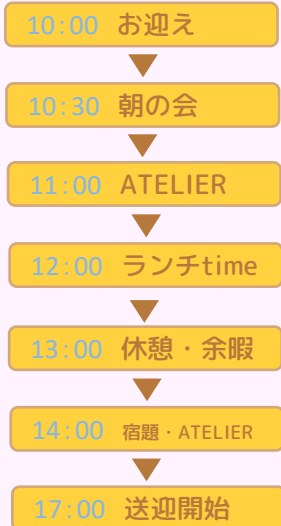 10:00 お迎え
10:30 朝の会
11:00 ATELIER
12:00 ランチtime
13:00 休憩・余暇
14:00 宿題・ATELIER
17:00 送迎開始